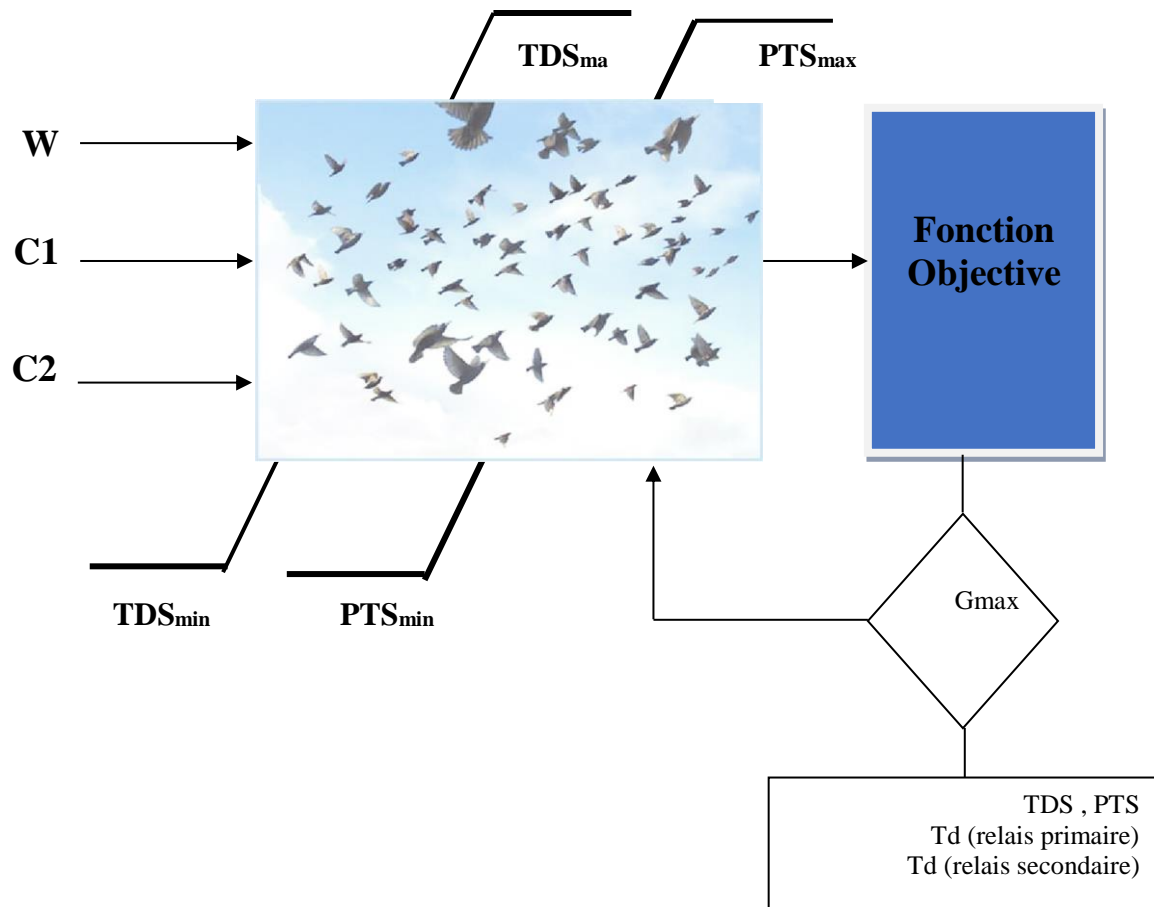 TDSma
PTSmax
W
C1
C2
Fonction
Objective
TDSmin
PTSmin
Gmax
TDS , PTS
Td (relais primaire)
Td (relais secondaire)